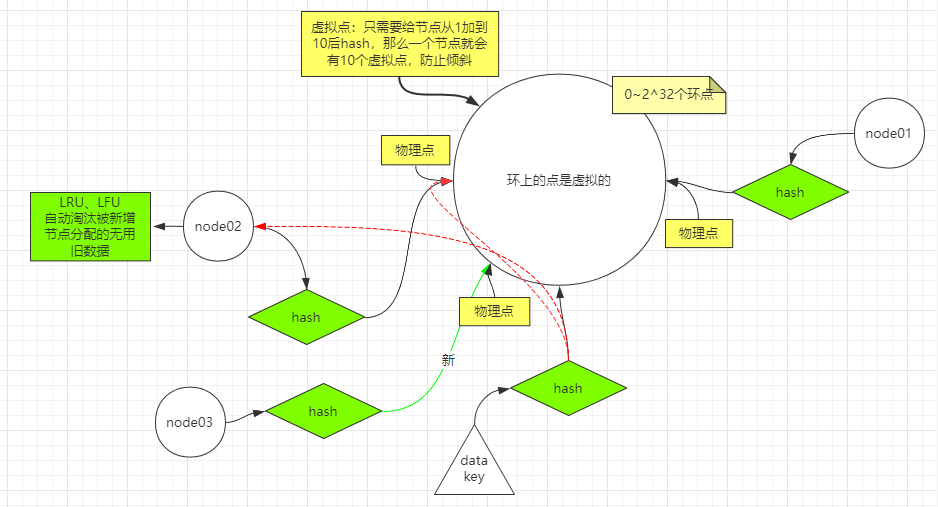 虚拟点：只需要给节点从1加到
10后hash，那么一个节点就会
有10个虚拟点，防止倾斜
0~2^32个环点
node01
物理点
环上的点是虚拟的
hash
LRU、LFU
自动淘汰被新增
节点分配的无用
旧数据
node02
物理点
hash
物理点
新
hash
node03
hash
data
key